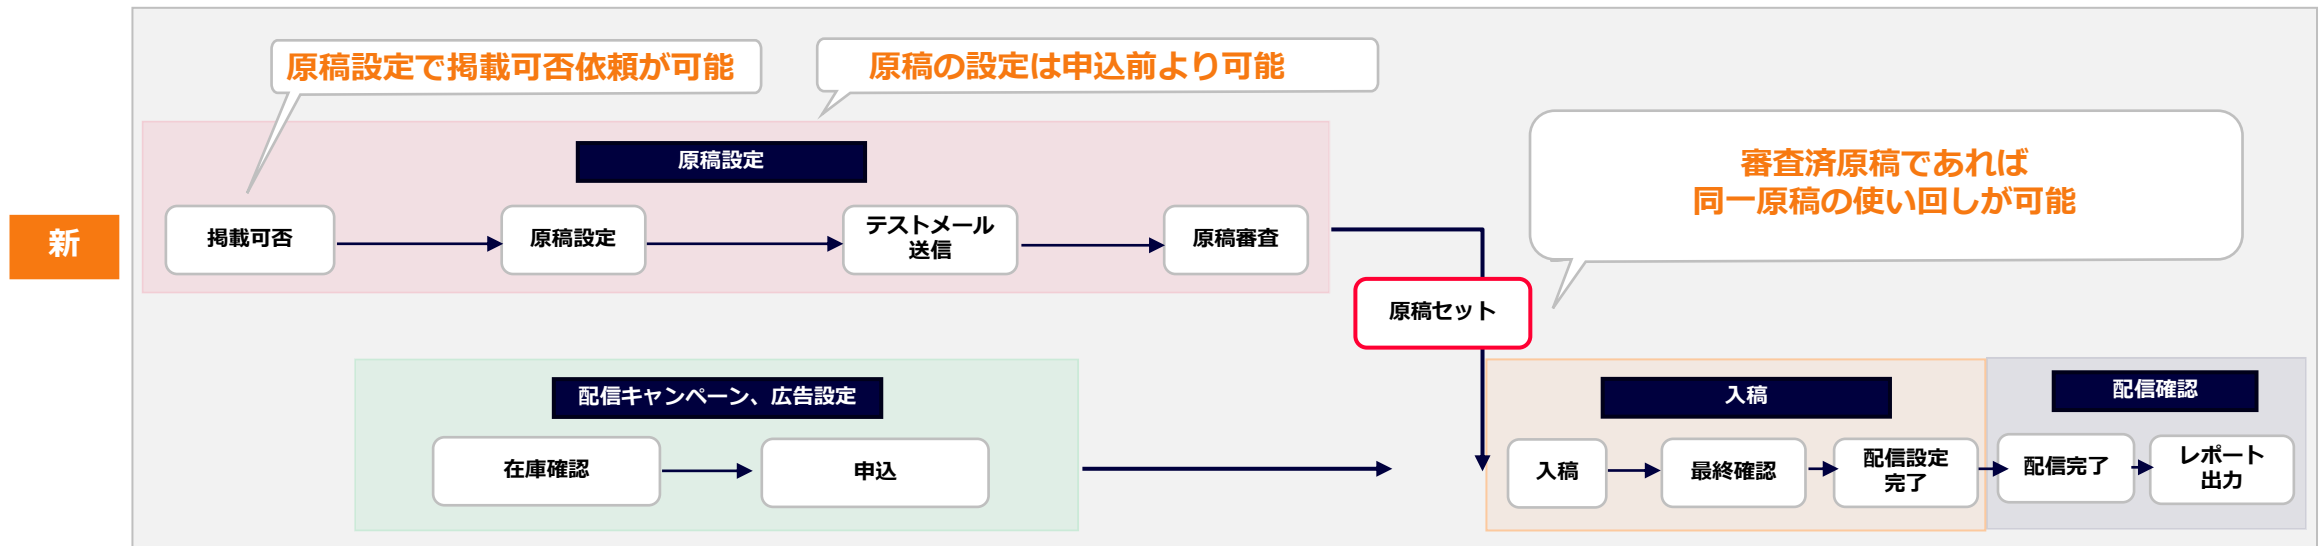 原稿設定で掲載可否依頼が可能
原稿の設定は申込前より可能
審査済原稿であれば
同一原稿の使い回しが可能
新
原稿設定
掲載可否
原稿設定
テストメール
送信
原稿審査
原稿セット
配信キャンペーン、広告設定
在庫確認
申込
入稿
入稿
最終確認
配信設定
完了
配信確認
配信完了
レポート
出力